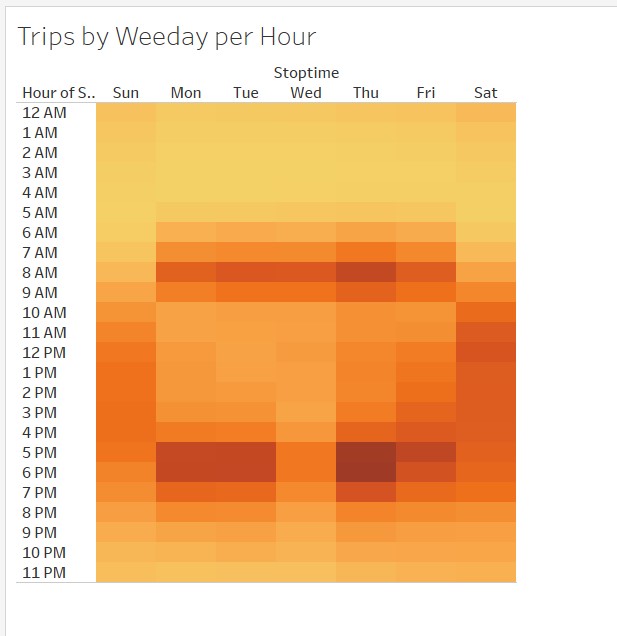 Trips by Weeday per Hour
Stoptime
Hour of S.. Sun Mon Tue Wed Thu Fri Sat
12 AM
1 AM
2 AM
3 AM
4 AM
5 AM
6 AM
7 AM
8 AM
9 AM
10 AM
11 AM
12 PM
1 PM
2 PM
3 PM
4 PM
5 PM
6 PM
7 PM
8 PM
9 PM
10 PM
11 PM